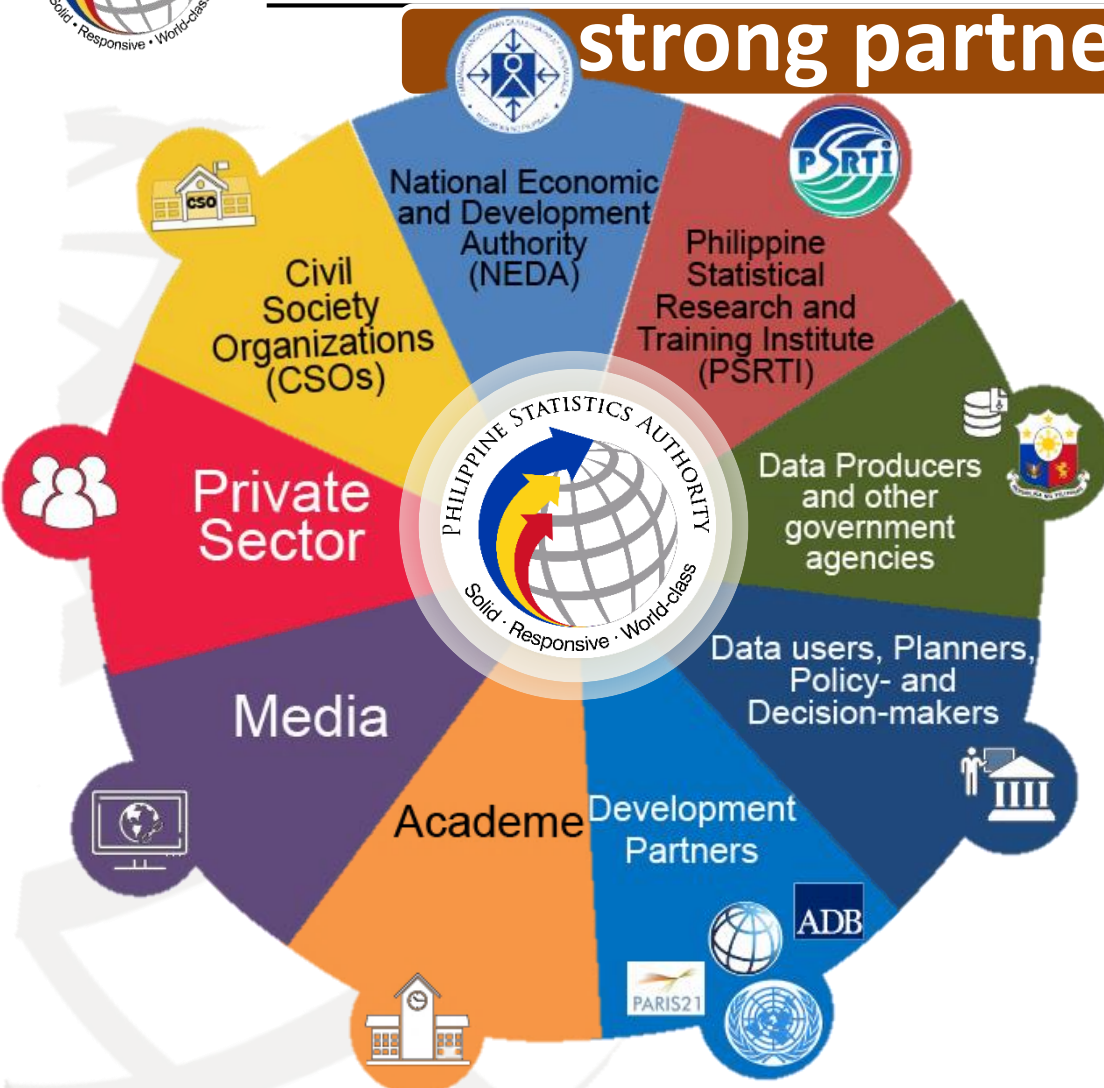 Solid • Responsive • World-class
strong partne
National Economic
and Development
Authority
(NEDA)
PSRTI
Philippine
Statistical
Research and
Training Institute
(PSRTI)
CSO
Civil
Society
Organizations
(CSOs)
Data Producers
and other
government
agencies
Private
Sector
PHILIPPINE STATISTICS AUTHORITY
Solid · Responsive · World-class
Data users, Planners,
Policy- and
Decision-makers
Media
Academe
Development
Partners
ADB
PARIS21